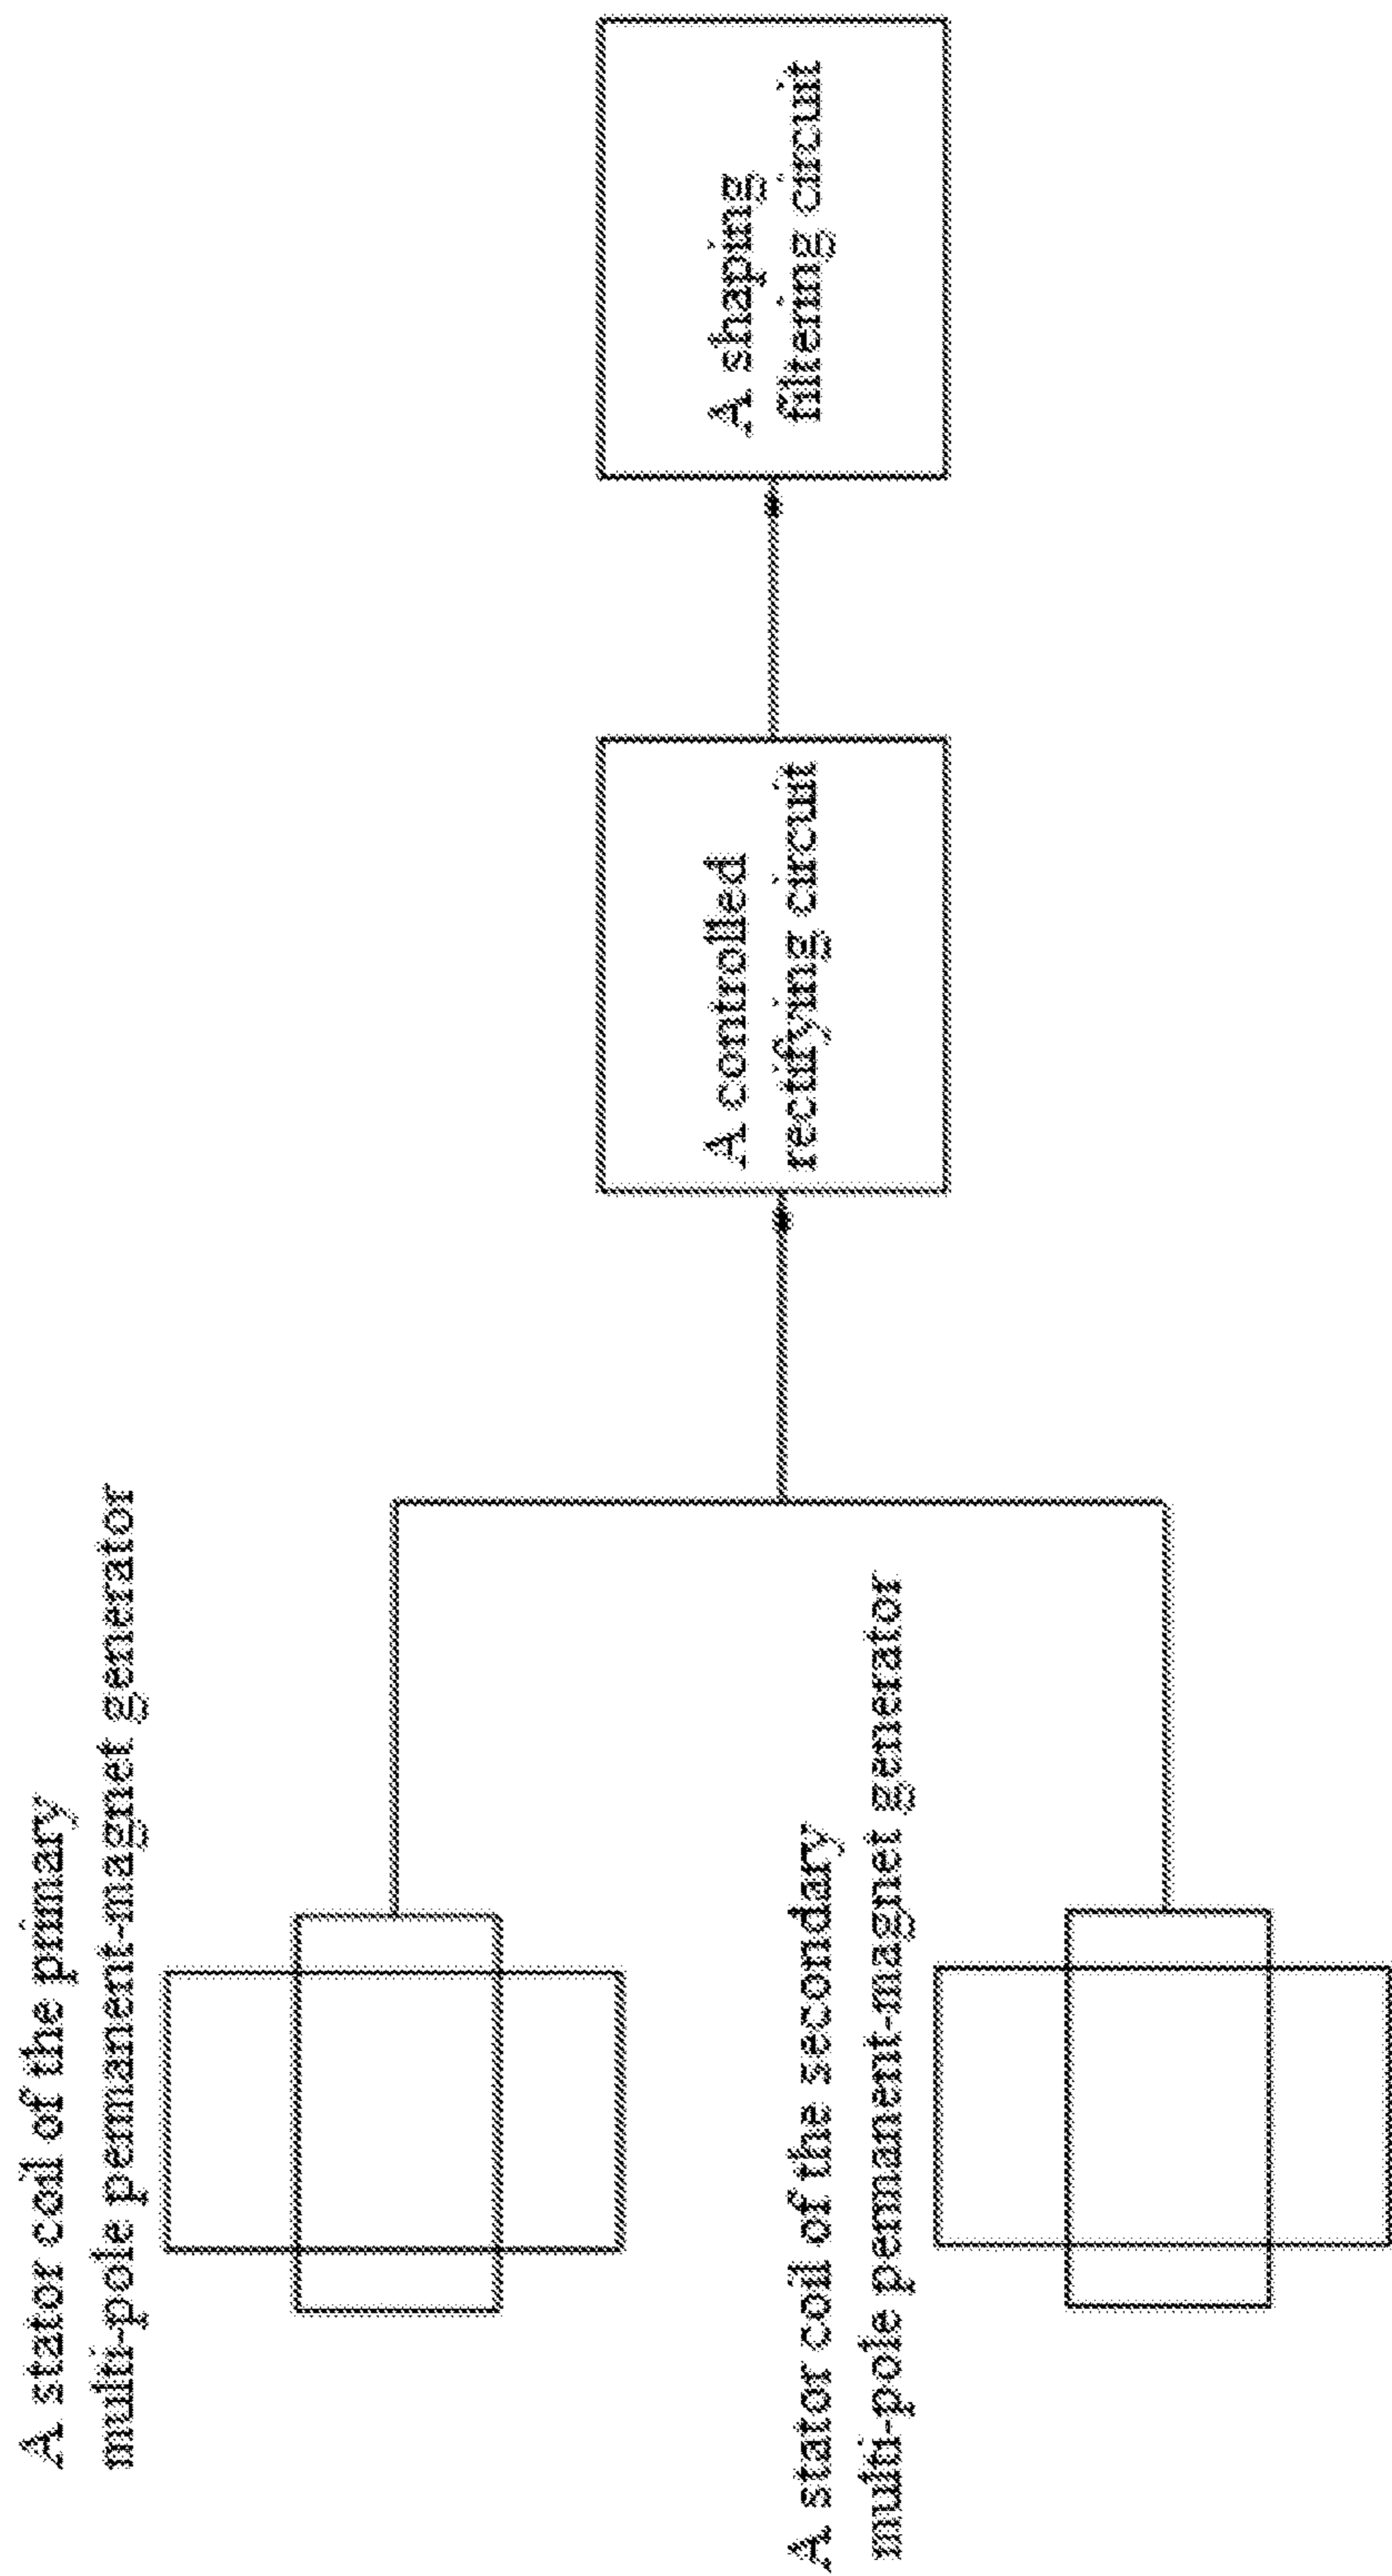 A stator coil of the primary
multi-pole permanent-magnet generator
A stator coil of the secondary
multi-pole permanent-magnet generator
A controlled
rectifying circuit
A shaping
filtering circuit